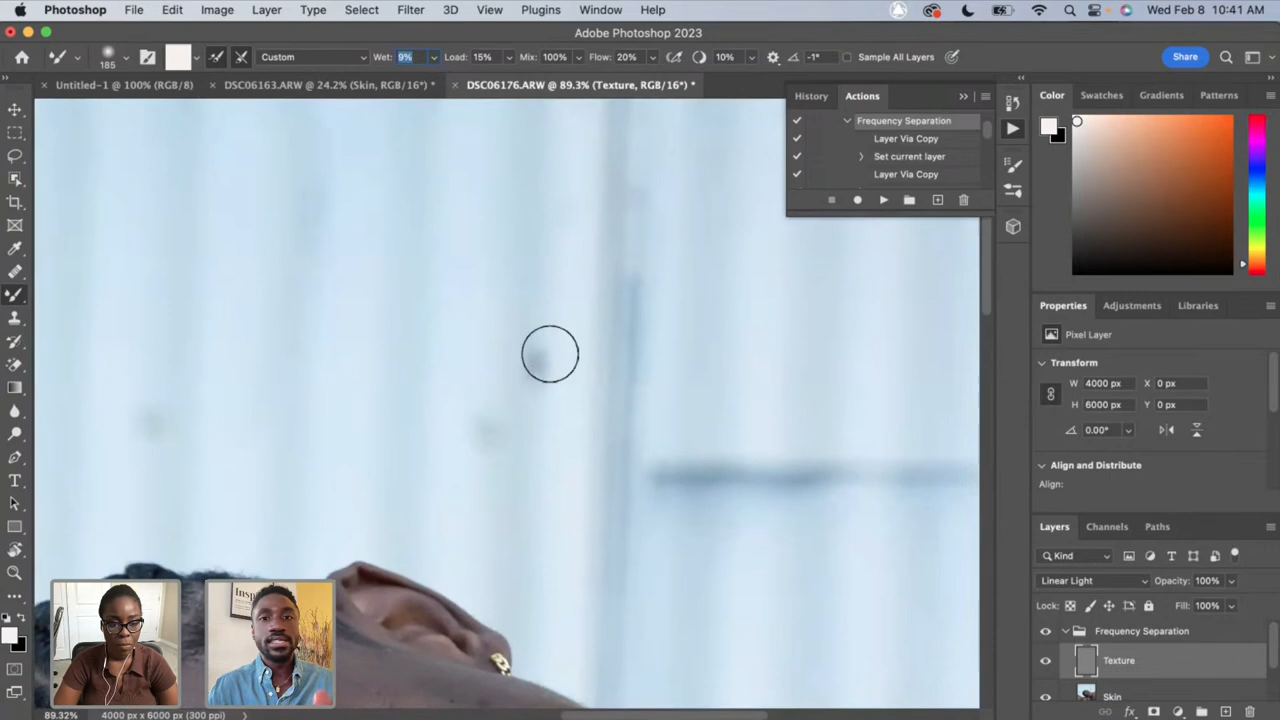 Photoshop File Edit Image Layer Type Select Filter 3D View Plugins Window Help Wed Feb 8 10:41 AM
Adobe Photoshop 2023
185 Custom Wet: 9% Load: 15% Mix: 100% Flow: 20% 10% -1° Sample All Layers Share
Untitled-1 @ 100% (RGB/8) DSC06163.ARW @ 24.2% (Skin, RGB/16) * DSC06176.ARW @ 89.3% (Texture, RGB/16*) *
History Actions
Frequency Separation
Layer Via Copy
Set current layer
Layer Via Copy
Color Swatches Gradients Patterns
Properties Adjustments Libraries
Pixel Layer
Transform
W 4000 px X 0 px
H 6000 px Y 0 px
0.00°
Align and Distribute
Align:
Layers Channels Paths
Kind
Linear Light Opacity: 100%
Lock: Fill: 100%
Frequency Separation
Texture
Skin
89.32% 4000 px x 6000 px (300 ppi)